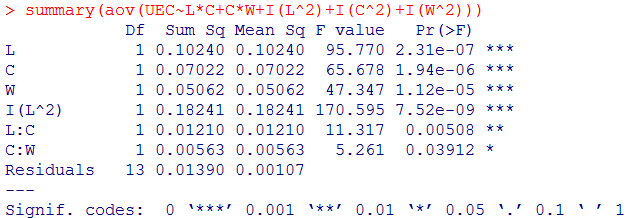 > summary(aov(UEC~L*C+C*W+I(L^2)+I(C^2)+I(W^2)))
Df Sum Sq Mean Sq F value Pr(>F)
L 1 0.10240 0.10240 95.770 2.31e-07 ***
C 1 0.07022 0.07022 65.678 1.94e-06 ***
W 1 0.05062 0.05062 47.347 1.12e-05 ***
I(L^2) 1 0.18241 0.18241 170.595 7.52e-09 ***
L:C 1 0.01210 0.01210 11.317 0.00508 **
C:W 1 0.00563 0.00563 5.261 0.03912 *
Residuals 13 0.01390 0.00107
---
Signif. codes: 0 ‘***’ 0.001 ‘**’ 0.01 ‘*’ 0.05 ‘.’ 0.1 ‘ ’ 1